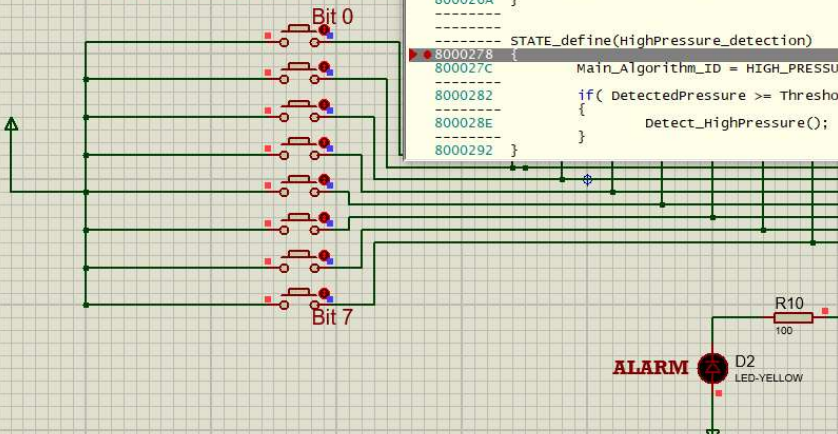 Bit 0
--------
--------
-------- STATE_define(HighPressure_detection)
8000278 {
800027C Main_Algorithm_ID = HIGH_PRESSU
--------
8000282 if( DetectedPressure >= Thresho
-------- {
800028E Detect_HighPressure();
-------- }
8000292 }
Bit 7
R10
100
ALARM
D2
LED-YELLOW